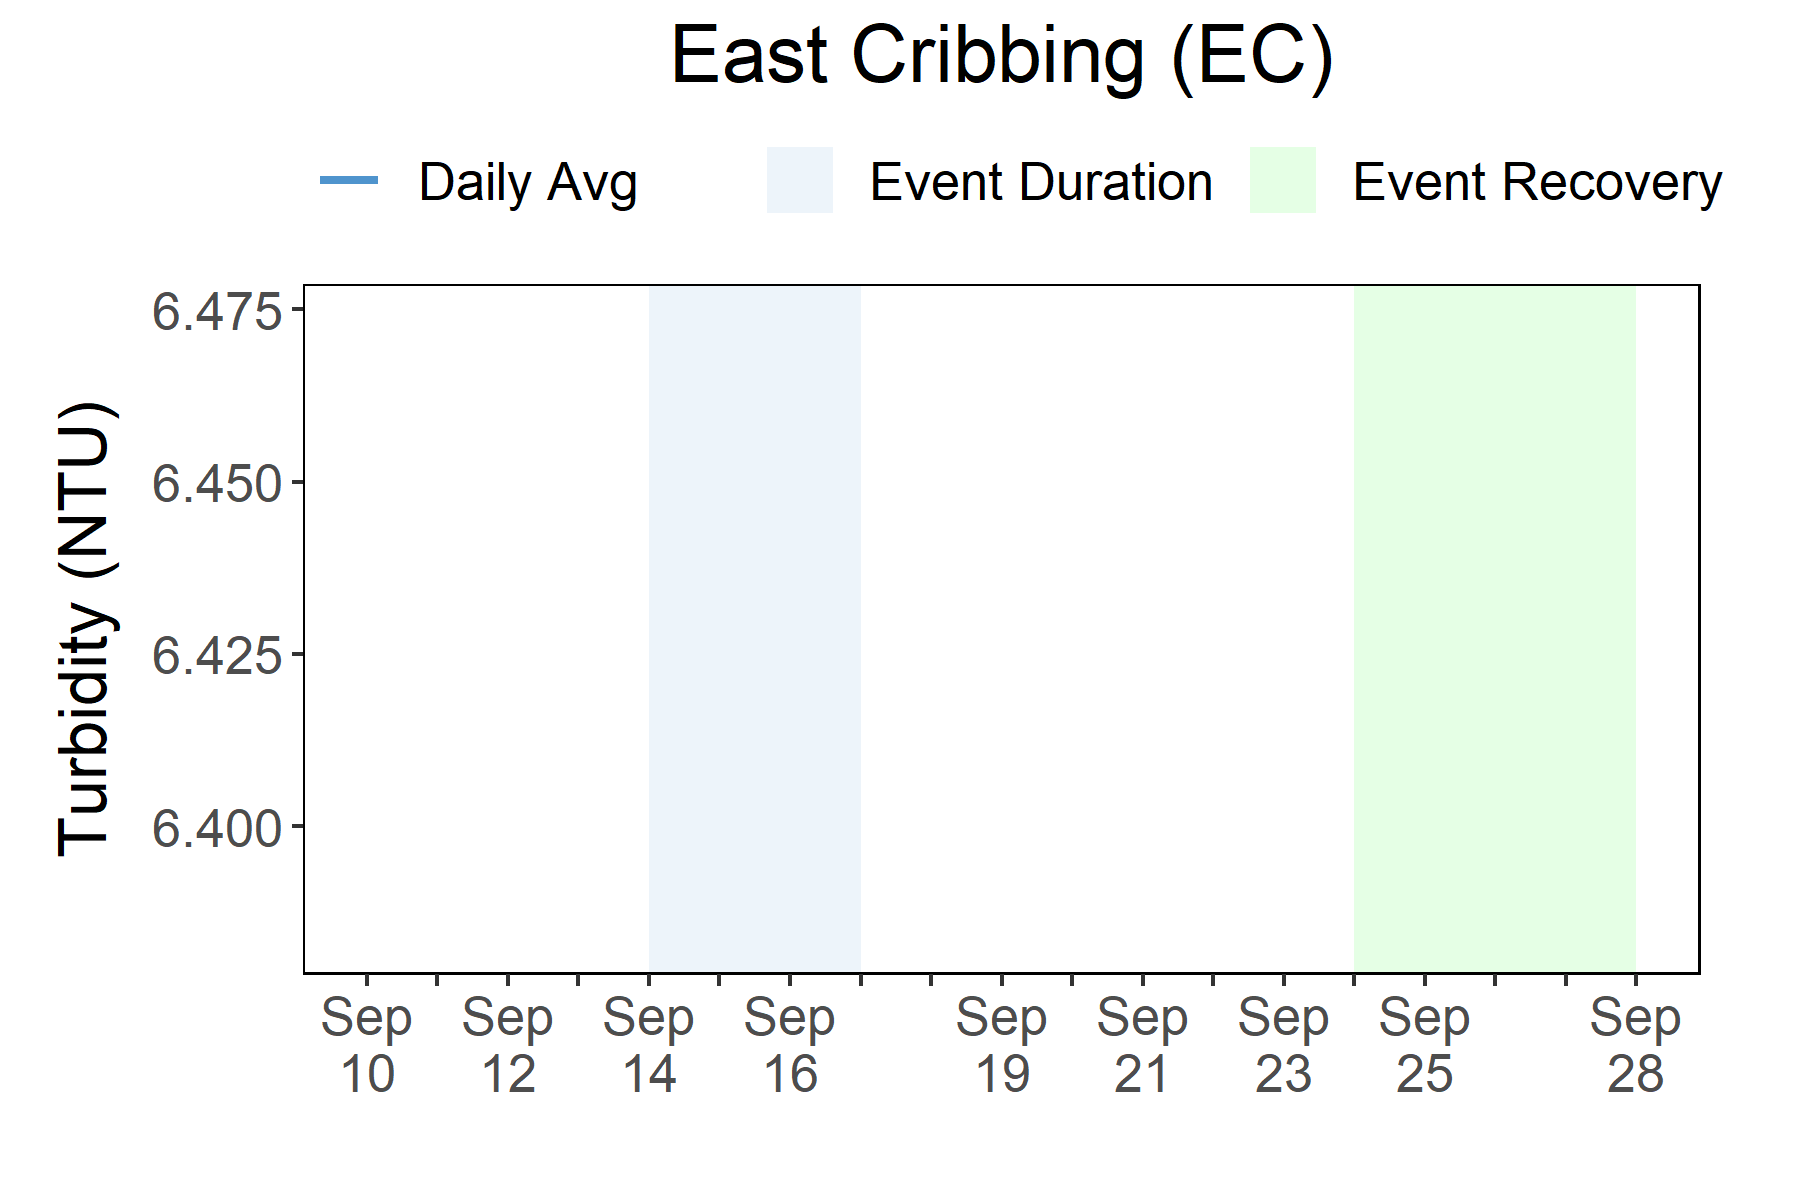 East Cribbing (EC)
Daily Avg Event Duration Event Recovery
Turbidity (NTU)
6.475
6.450
6.425
6.400
Sep Sep Sep Sep Sep Sep Sep Sep Sep
10 12 14 16 19 21 23 25 28